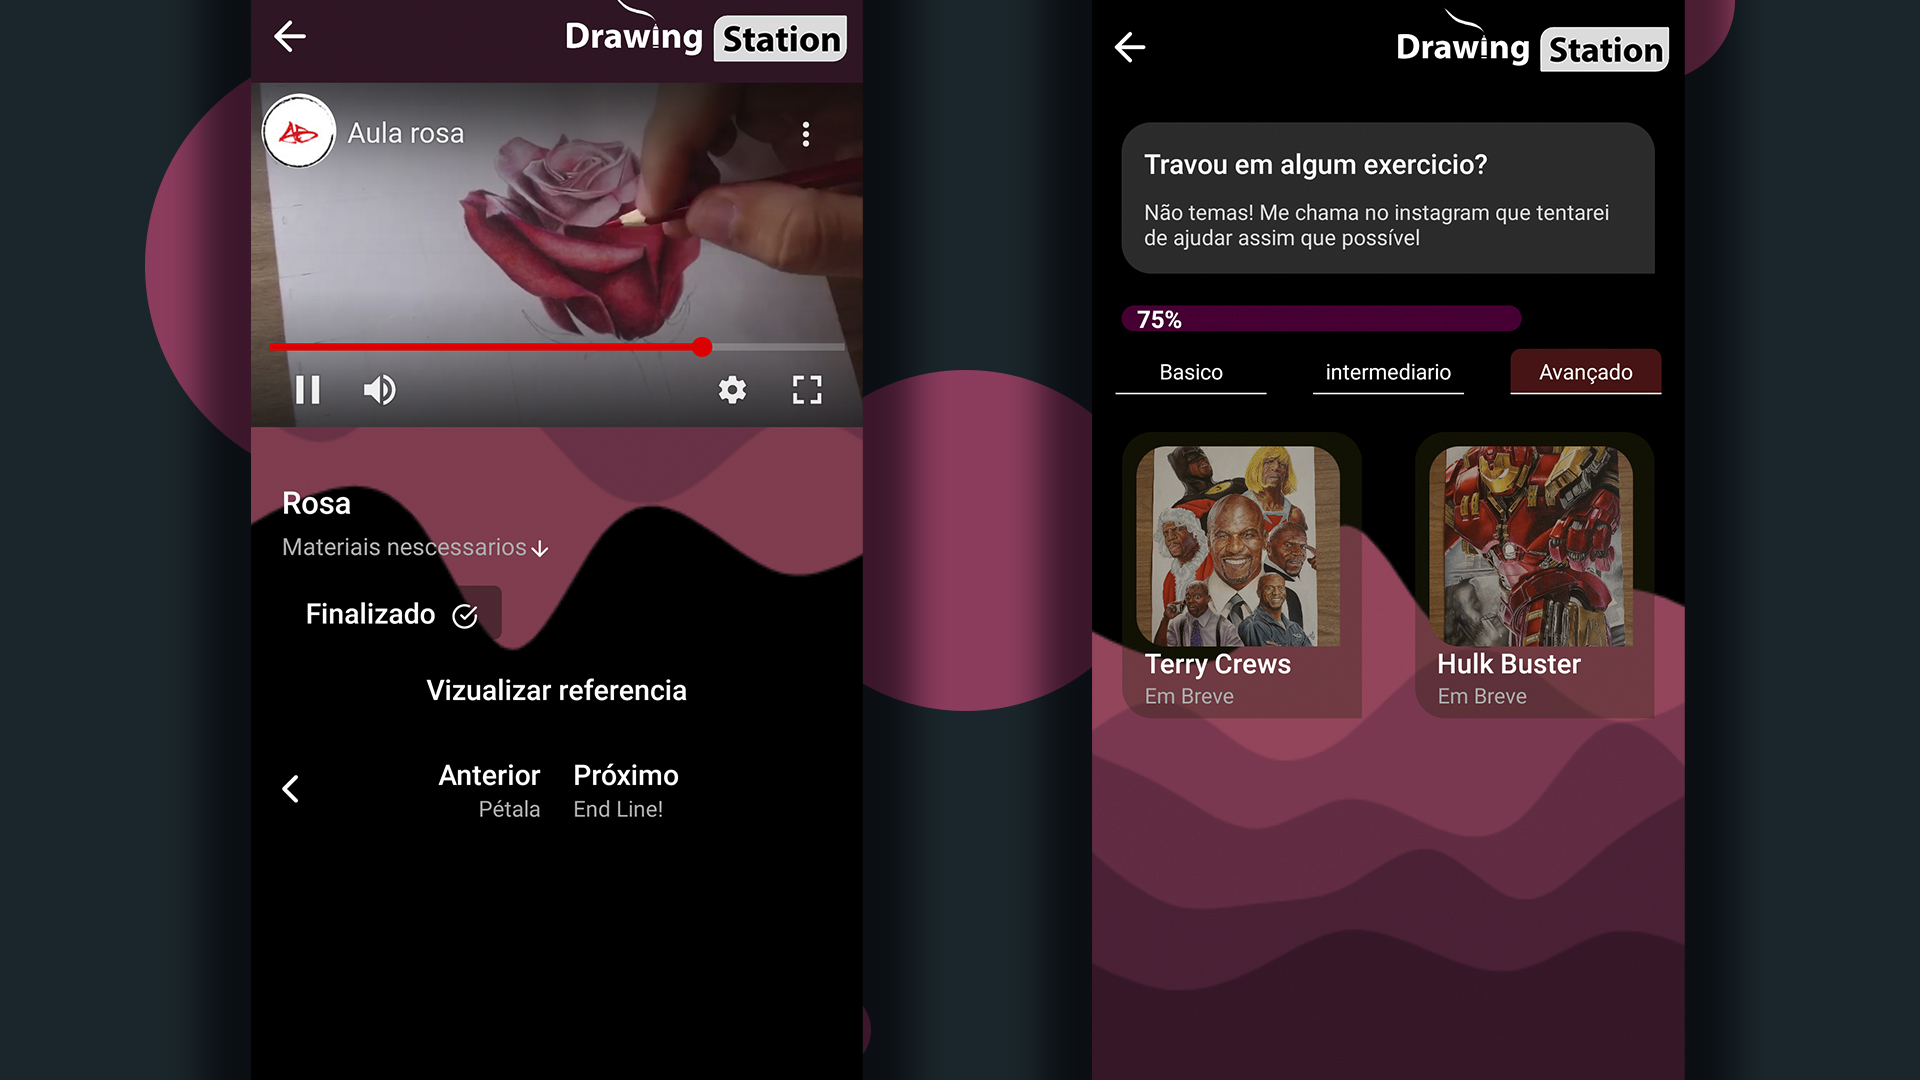 Drawing Station
Aula rosa
Rosa
Materiais nescessarios
Finalizado
Vizualizar referencia
Anterior
Pétala
Próximo
End Line!
Drawing Station
Travou em algum exercicio?
Não temas! Me chama no instagram que tentarei
de ajudar assim que possível
75%
Basico
intermediario
Avançado
Terry Crews
Em Breve
Hulk Buster
Em Breve